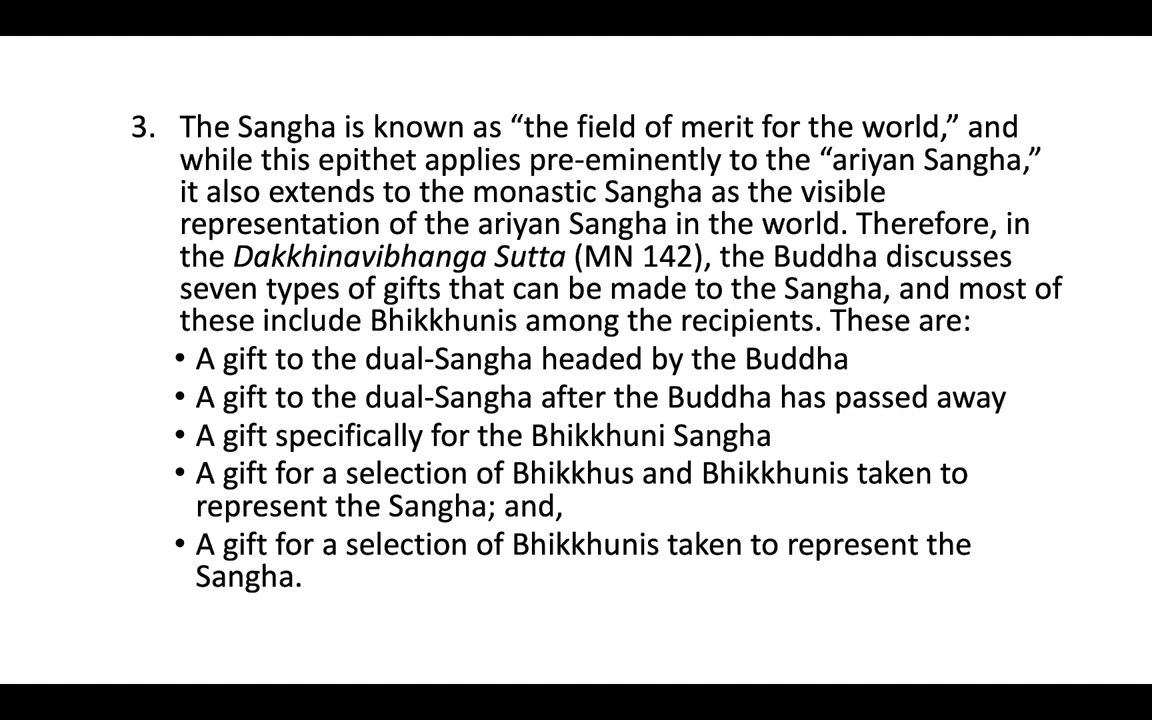 3. The Sangha is known as “the field of merit for the world,” and
while this epithet applies pre-eminently to the “ariyan Sangha,”
it also extends to the monastic Sangha as the visible
representation of the ariyan Sangha in the world. Therefore, in
the Dakkhinavibhanga Sutta (MN 142), the Buddha discusses
seven types of gifts that can be made to the Sangha, and most of
these include Bhikkhunis among the recipients. These are:
• A gift to the dual-Sangha headed by the Buddha
• A gift to the dual-Sangha after the Buddha has passed away
• A gift specifically for the Bhikkhuni Sangha
• A gift for a selection of Bhikkhus and Bhikkhunis taken to
represent the Sangha; and,
• A gift for a selection of Bhikkhunis taken to represent the
Sangha.